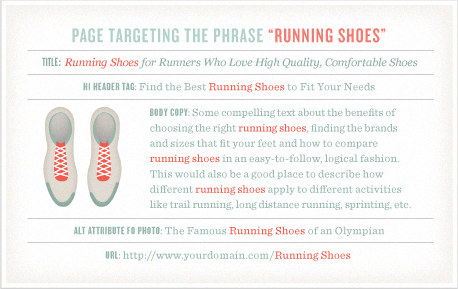 PAGE TARGETING THE PHRASE “RUNNING SHOES”
TITLE: Running Shoes for Runners Who Love High Quality, Comfortable Shoes
H1 HEADER TAG: Find the Best Running Shoes to Fit Your Needs
BODY COPY: Some compelling text about the benefits of
choosing the right running shoes, finding the brands
and sizes that fit your feet and how to compare
running shoes in an easy-to-follow, logical fashion.
This would also be a good place to describe how
different running shoes apply to different activities
like trail running, long distance running, sprinting, etc.
ALT ATTRIBUTE FO PHOTO: The Famous Running Shoes of an Olympian
URL: http://www.yourdomain.com/Running Shoes